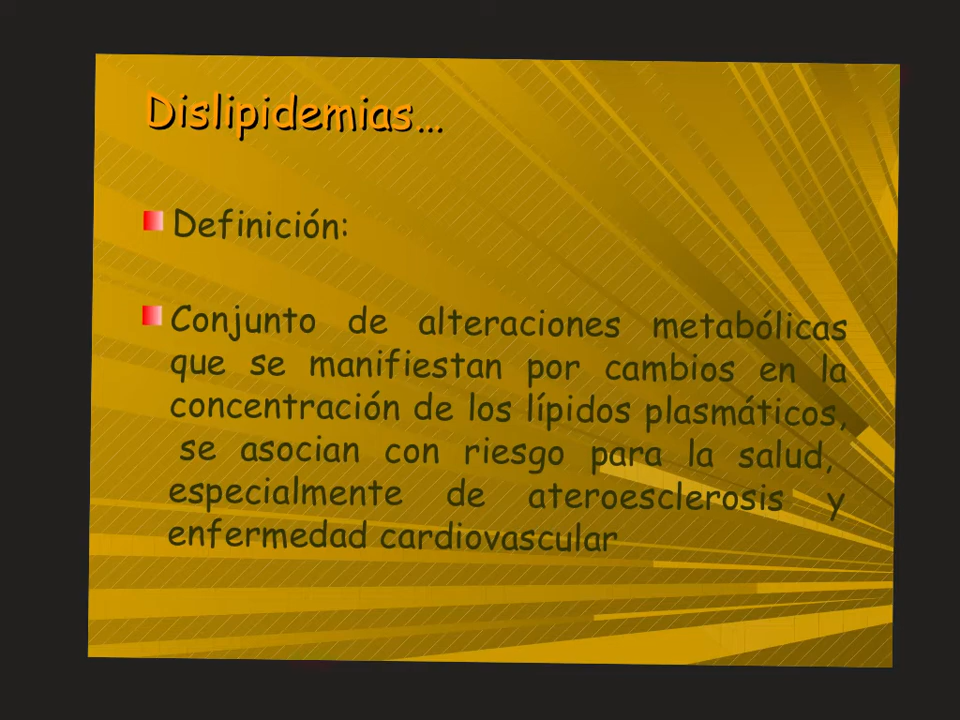 Dislipidemias...
Definición:
Conjunto de alteraciones metabólicas
que se manifiestan por cambios en la
concentración de los lípidos plasmáticos,
se asocian con riesgo para la salud,
especialmente de ateroesclerosis y
enfermedad cardiovascular